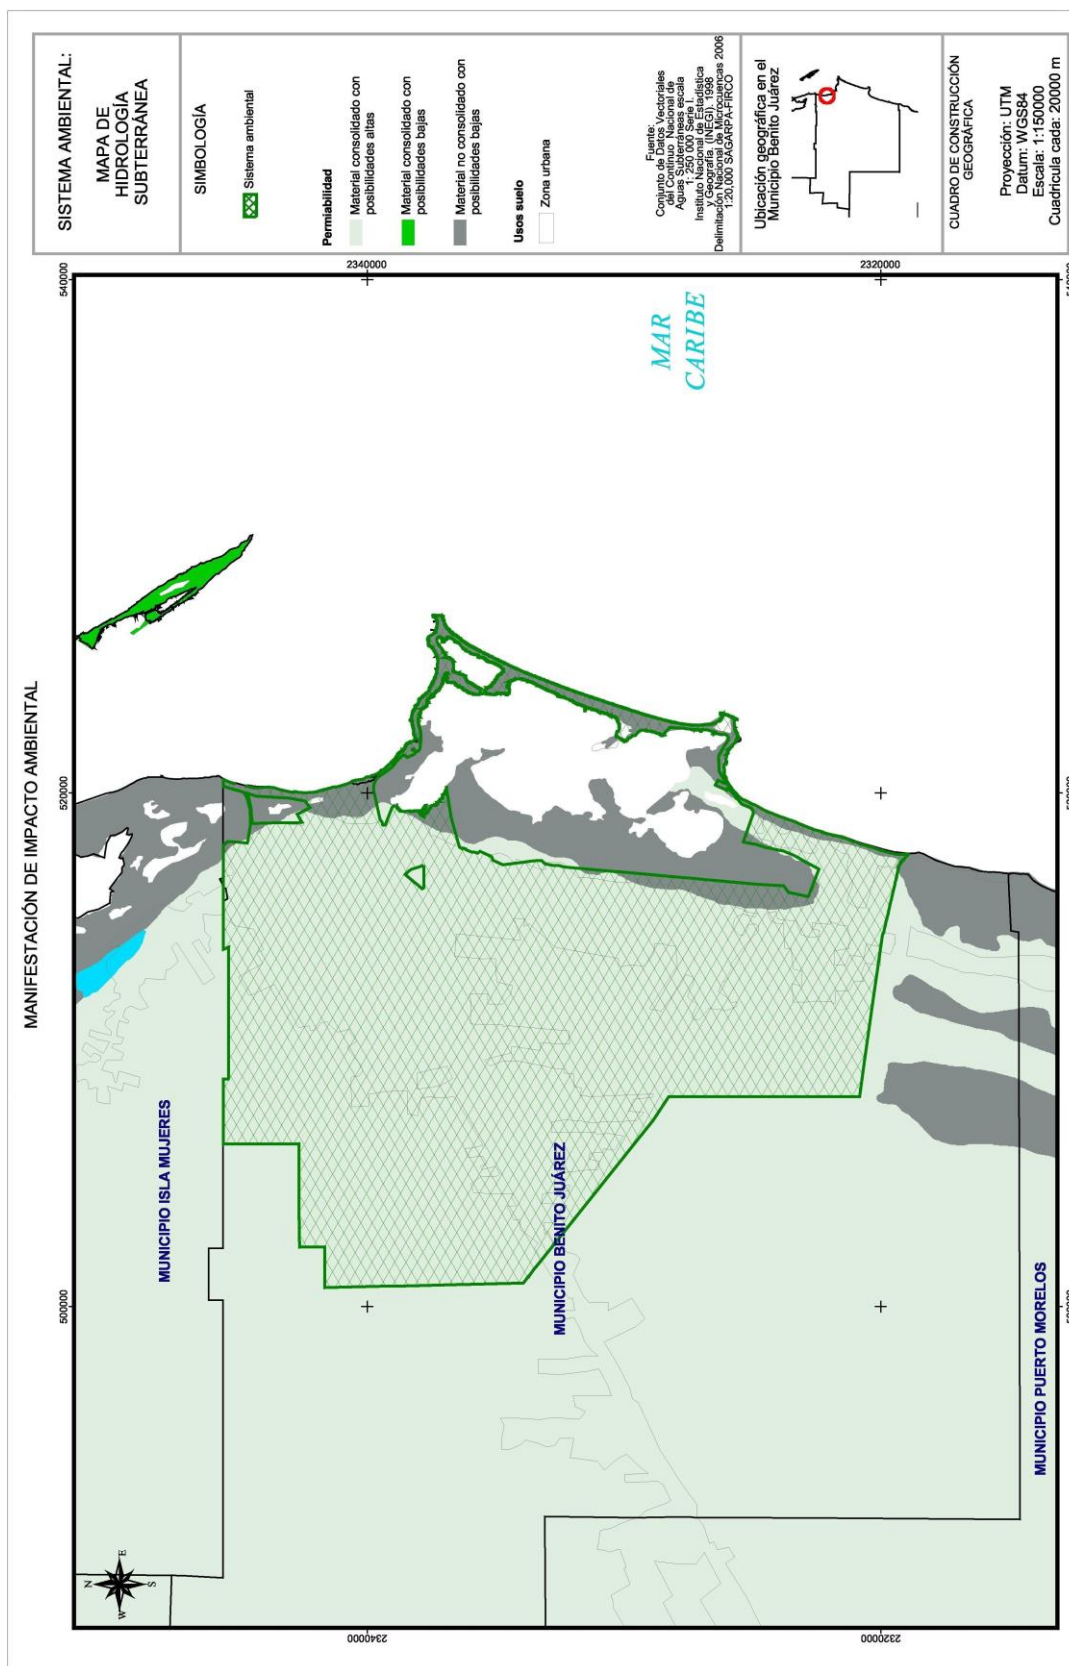 MANIFESTACIÓN DE IMPACTO AMBIENTAL
SISTEMA AMBIENTAL:
MAPA DE
HIDROLOGÍA
SUBTERRÁNEA
SIMBOLOGÍA
Sistema ambiental
Permiabilidad
Material consolidado con
posibilidades altas
Material consolidado con
posibilidades bajas
Material no consolidado con
posibilidades bajas
Usos suelo
Zona urbana
Fuente:
Conjunto de Datos Vectoriales
del Continuo Nacional de
Aguas Subterráneas escala
1: 250 000 Serie I.
Instituto Nacional de Estadística
y Geografía. (INEGI). 1998
Delimitación Nacional de Microcuencas 2006
1:20,000 SAGARPA-FIRCO
Ubicación geográfica en el
Municipio Benito Juárez
CUADRO DE CONSTRUCCIÓN
GEOGRÁFICA
Proyección: UTM
Datum: WGS84
Escala: 1:150000
Cuadricula cada: 20000 m
540000
520000
500000
2340000
2320000
2340000
2320000
540000
520000
500000
MAR
CARIBE
MUNICIPIO ISLA MUJERES
MUNICIPIO BENITO JUÁREZ
MUNICIPIO PUERTO MORELOS
N
W
E
S